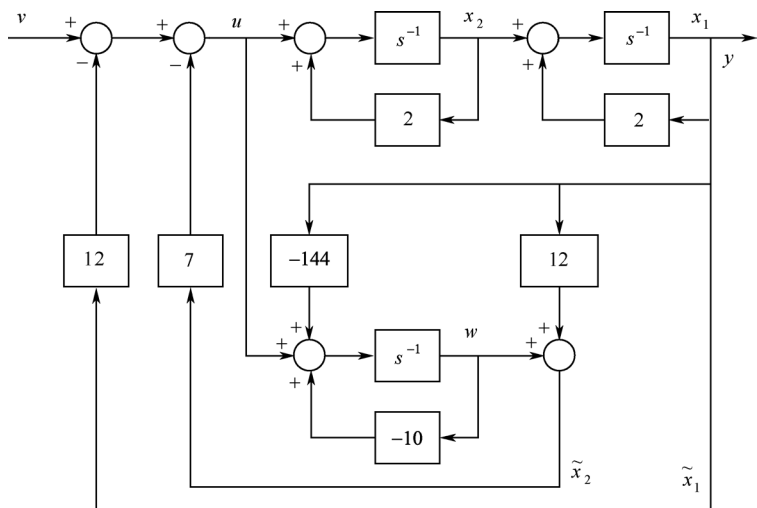 v + − + − u + + s⁻¹ x₂ + + s⁻¹ x₁
y
2 2
12 7 −144 12
+ + + s⁻¹ w + +
−10
x̃₂ x̃₁